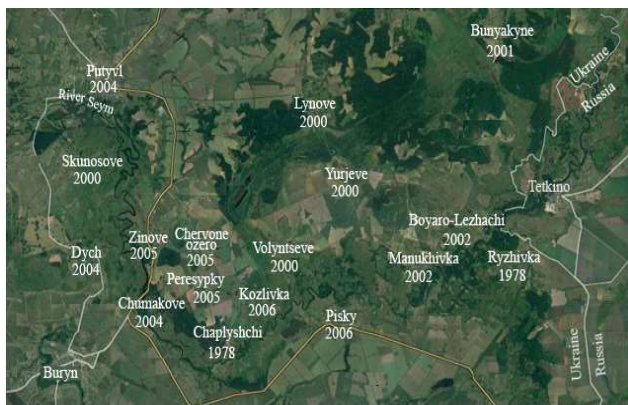 Bunyakyne
2001
Ukraine
Russia
Putyvl
2004
River Seym
Lynove
2000
Skunosove
2000
Yurjeve
2000
Tetkino
Boyaro-Lezhachi
2002
Zinove
2005
Chervone
ozero
2005
Dych
2004
Volyntseve
2000
Manukhivka
2002
Ryzhivka
1978
Peresypky
2005
Kozlivka
2006
Chumakove
2004
Pisky
2006
Chaplyshchi
1978
Buryn
Ukraine
Russia